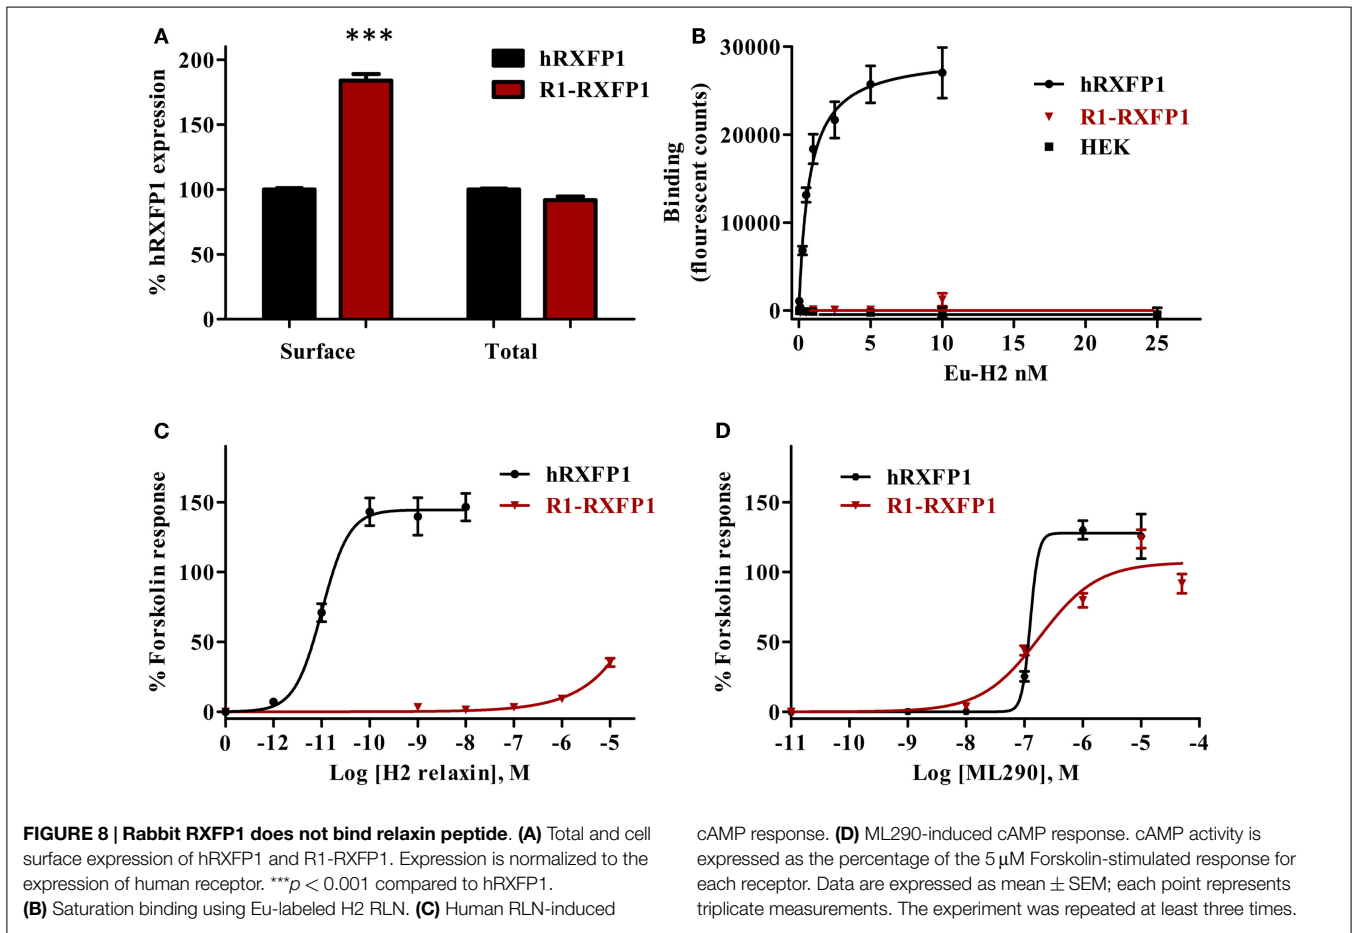 A
***
hRXFP1
R1-RXFP1
% hRXFP1 expression
200
150
100
50
0
Surface
Total
B
Binding
(flourescent counts)
30000
20000
10000
0
hRXFP1
R1-RXFP1
HEK
0 5 10 15 20 25
Eu-H2 nM
C
% Forskolin response
150
100
50
0
hRXFP1
R1-RXFP1
0 -12 -11 -10 -9 -8 -7 -6 -5
Log [H2 relaxin], M
D
% Forskolin response
150
100
50
0
hRXFP1
R1-RXFP1
-11 -10 -9 -8 -7 -6 -5 -4
Log [ML290], M
FIGURE 8 | Rabbit RXFP1 does not bind relaxin peptide. (A) Total and cell
surface expression of hRXFP1 and R1-RXFP1. Expression is normalized to the
expression of human receptor. ***p < 0.001 compared to hRXFP1.
(B) Saturation binding using Eu-labeled H2 RLN. (C) Human RLN-induced
cAMP response. (D) ML290-induced cAMP response. cAMP activity is
expressed as the percentage of the 5 μM Forskolin-stimulated response for
each receptor. Data are expressed as mean ± SEM; each point represents
triplicate measurements. The experiment was repeated at least three times.